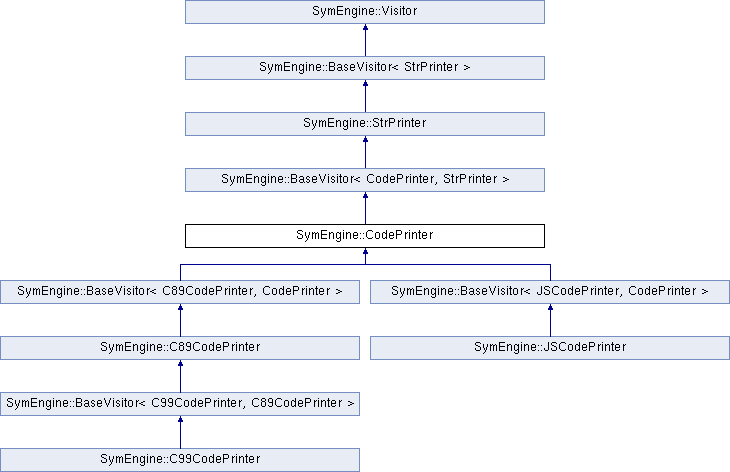 SymEngine::Visitor
SymEngine::BaseVisitor< StrPrinter >
SymEngine::StrPrinter
SymEngine::BaseVisitor< CodePrinter, StrPrinter >
SymEngine::CodePrinter
SymEngine::BaseVisitor< C89CodePrinter, CodePrinter >
SymEngine::BaseVisitor< JSCodePrinter, CodePrinter >
SymEngine::C89CodePrinter
SymEngine::JSCodePrinter
SymEngine::BaseVisitor< C99CodePrinter, C89CodePrinter >
SymEngine::C99CodePrinter